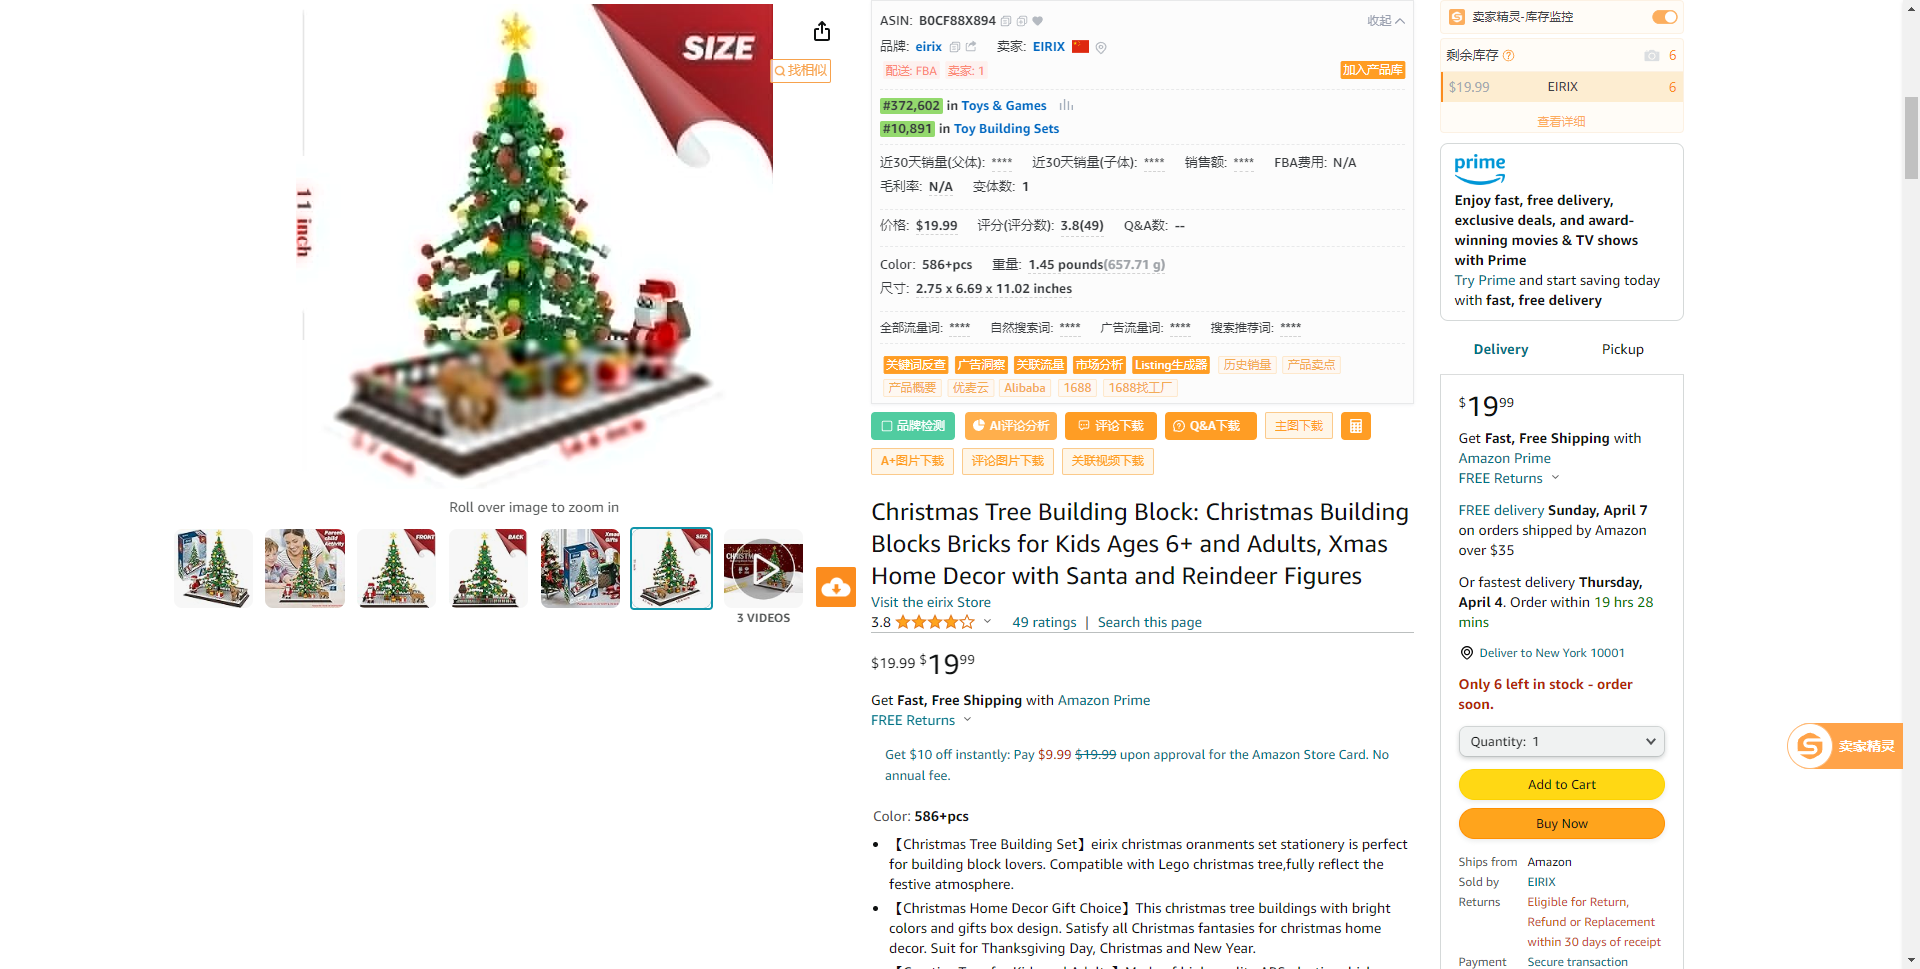 SIZE
找相似
11 inch
Roll over image to zoom in
FRONT
BACK
SIZE
3 VIDEOS
ASIN: B0CF88X894
收起
品牌: eirix 卖家: EIRIX
配送: FBA 卖家: 1
加入产品库
#372,602 in Toys & Games
#10,891 in Toy Building Sets
近30天销量(父体): **** 近30天销量(子体): **** 销售额: **** FBA费用: N/A
毛利率: N/A 变体数: 1
价格: $19.99 评分(评分数): 3.8(49) Q&A数: --
Color: 586+pcs 重量: 1.45 pounds(657.71 g)
尺寸: 2.75 x 6.69 x 11.02 inches
全部流量词: **** 自然搜索词: **** 广告流量词: **** 搜索推荐词: ****
关键词反查 广告洞察 关联流量 市场分析 Listing生成器 历史销量 产品卖点
产品概要 优麦云 Alibaba 1688 1688找工厂
品牌检测 AI评论分析 评论下载 Q&A下载 主图下载
A+图片下载 评论图片下载 关联视频下载
Christmas Tree Building Block: Christmas Building
Blocks Bricks for Kids Ages 6+ and Adults, Xmas
Home Decor with Santa and Reindeer Figures
Visit the eirix Store
3.8 49 ratings | Search this page
$19.99 $19.99
Get Fast, Free Shipping with Amazon Prime
FREE Returns
Get $10 off instantly: Pay $9.99 $19.99 upon approval for the Amazon Store Card. No
annual fee.
Color: 586+pcs
• 【Christmas Tree Building Set】eirix christmas oranments set stationery is perfect
for building block lovers. Compatible with Lego christmas tree,fully reflect the
festive atmosphere.
• 【Christmas Home Decor Gift Choice】This christmas tree buildings with bright
colors and gifts box design. Satisfy all Christmas fantasies for christmas home
decor. Suit for Thanksgiving Day, Christmas and New Year.
卖家精灵-库存监控
剩余库存 6
$19.99 EIRIX 6
查看详细
prime
Enjoy fast, free delivery,
exclusive deals, and award-
winning movies & TV shows
with Prime
Try Prime and start saving today
with fast, free delivery
Delivery Pickup
$19.99
Get Fast, Free Shipping with
Amazon Prime
FREE Returns
FREE delivery Sunday, April 7
on orders shipped by Amazon
over $35
Or fastest delivery Thursday,
April 4. Order within 19 hrs 28
mins
Deliver to New York 10001
Only 6 left in stock - order
soon.
Quantity: 1
Add to Cart
Buy Now
Ships from Amazon
Sold by EIRIX
Returns Eligible for Return,
Refund or Replacement
within 30 days of receipt
Payment Secure transaction
卖家精灵